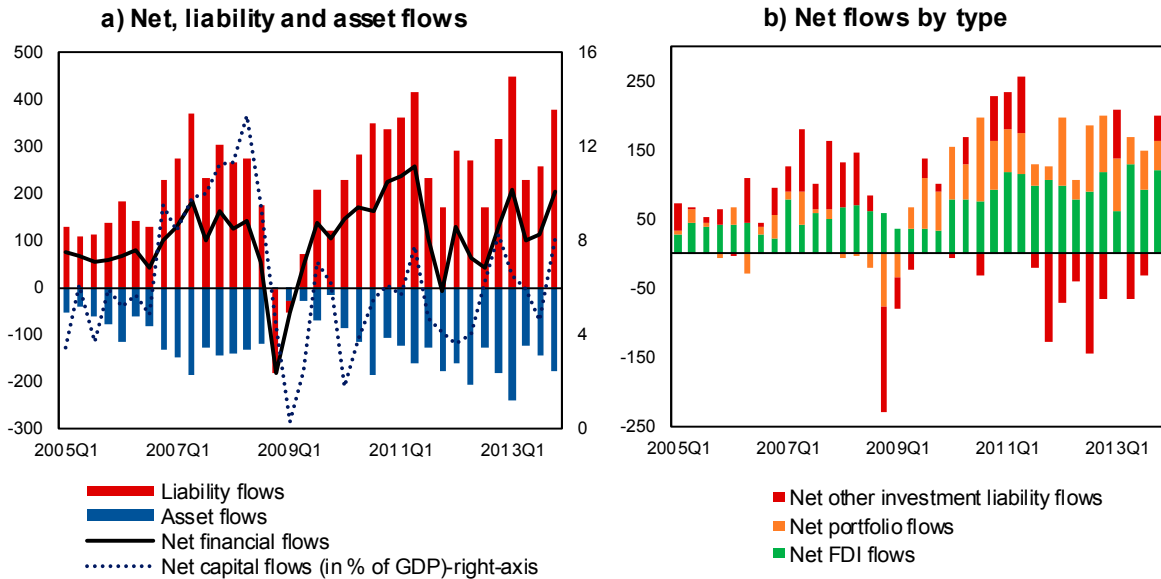 a) Net, liability and asset flows
500
400
300
200
100
0
-100
-200
-300
16
12
8
4
0
2005Q1 2007Q1 2009Q1 2011Q1 2013Q1
Liability flows
Asset flows
Net financial flows
Net capital flows (in % of GDP)-right-axis
b) Net flows by type
250
150
50
-50
-150
-250
2005Q1 2007Q1 2009Q1 2011Q1 2013Q1
Net other investment liability flows
Net portfolio flows
Net FDI flows